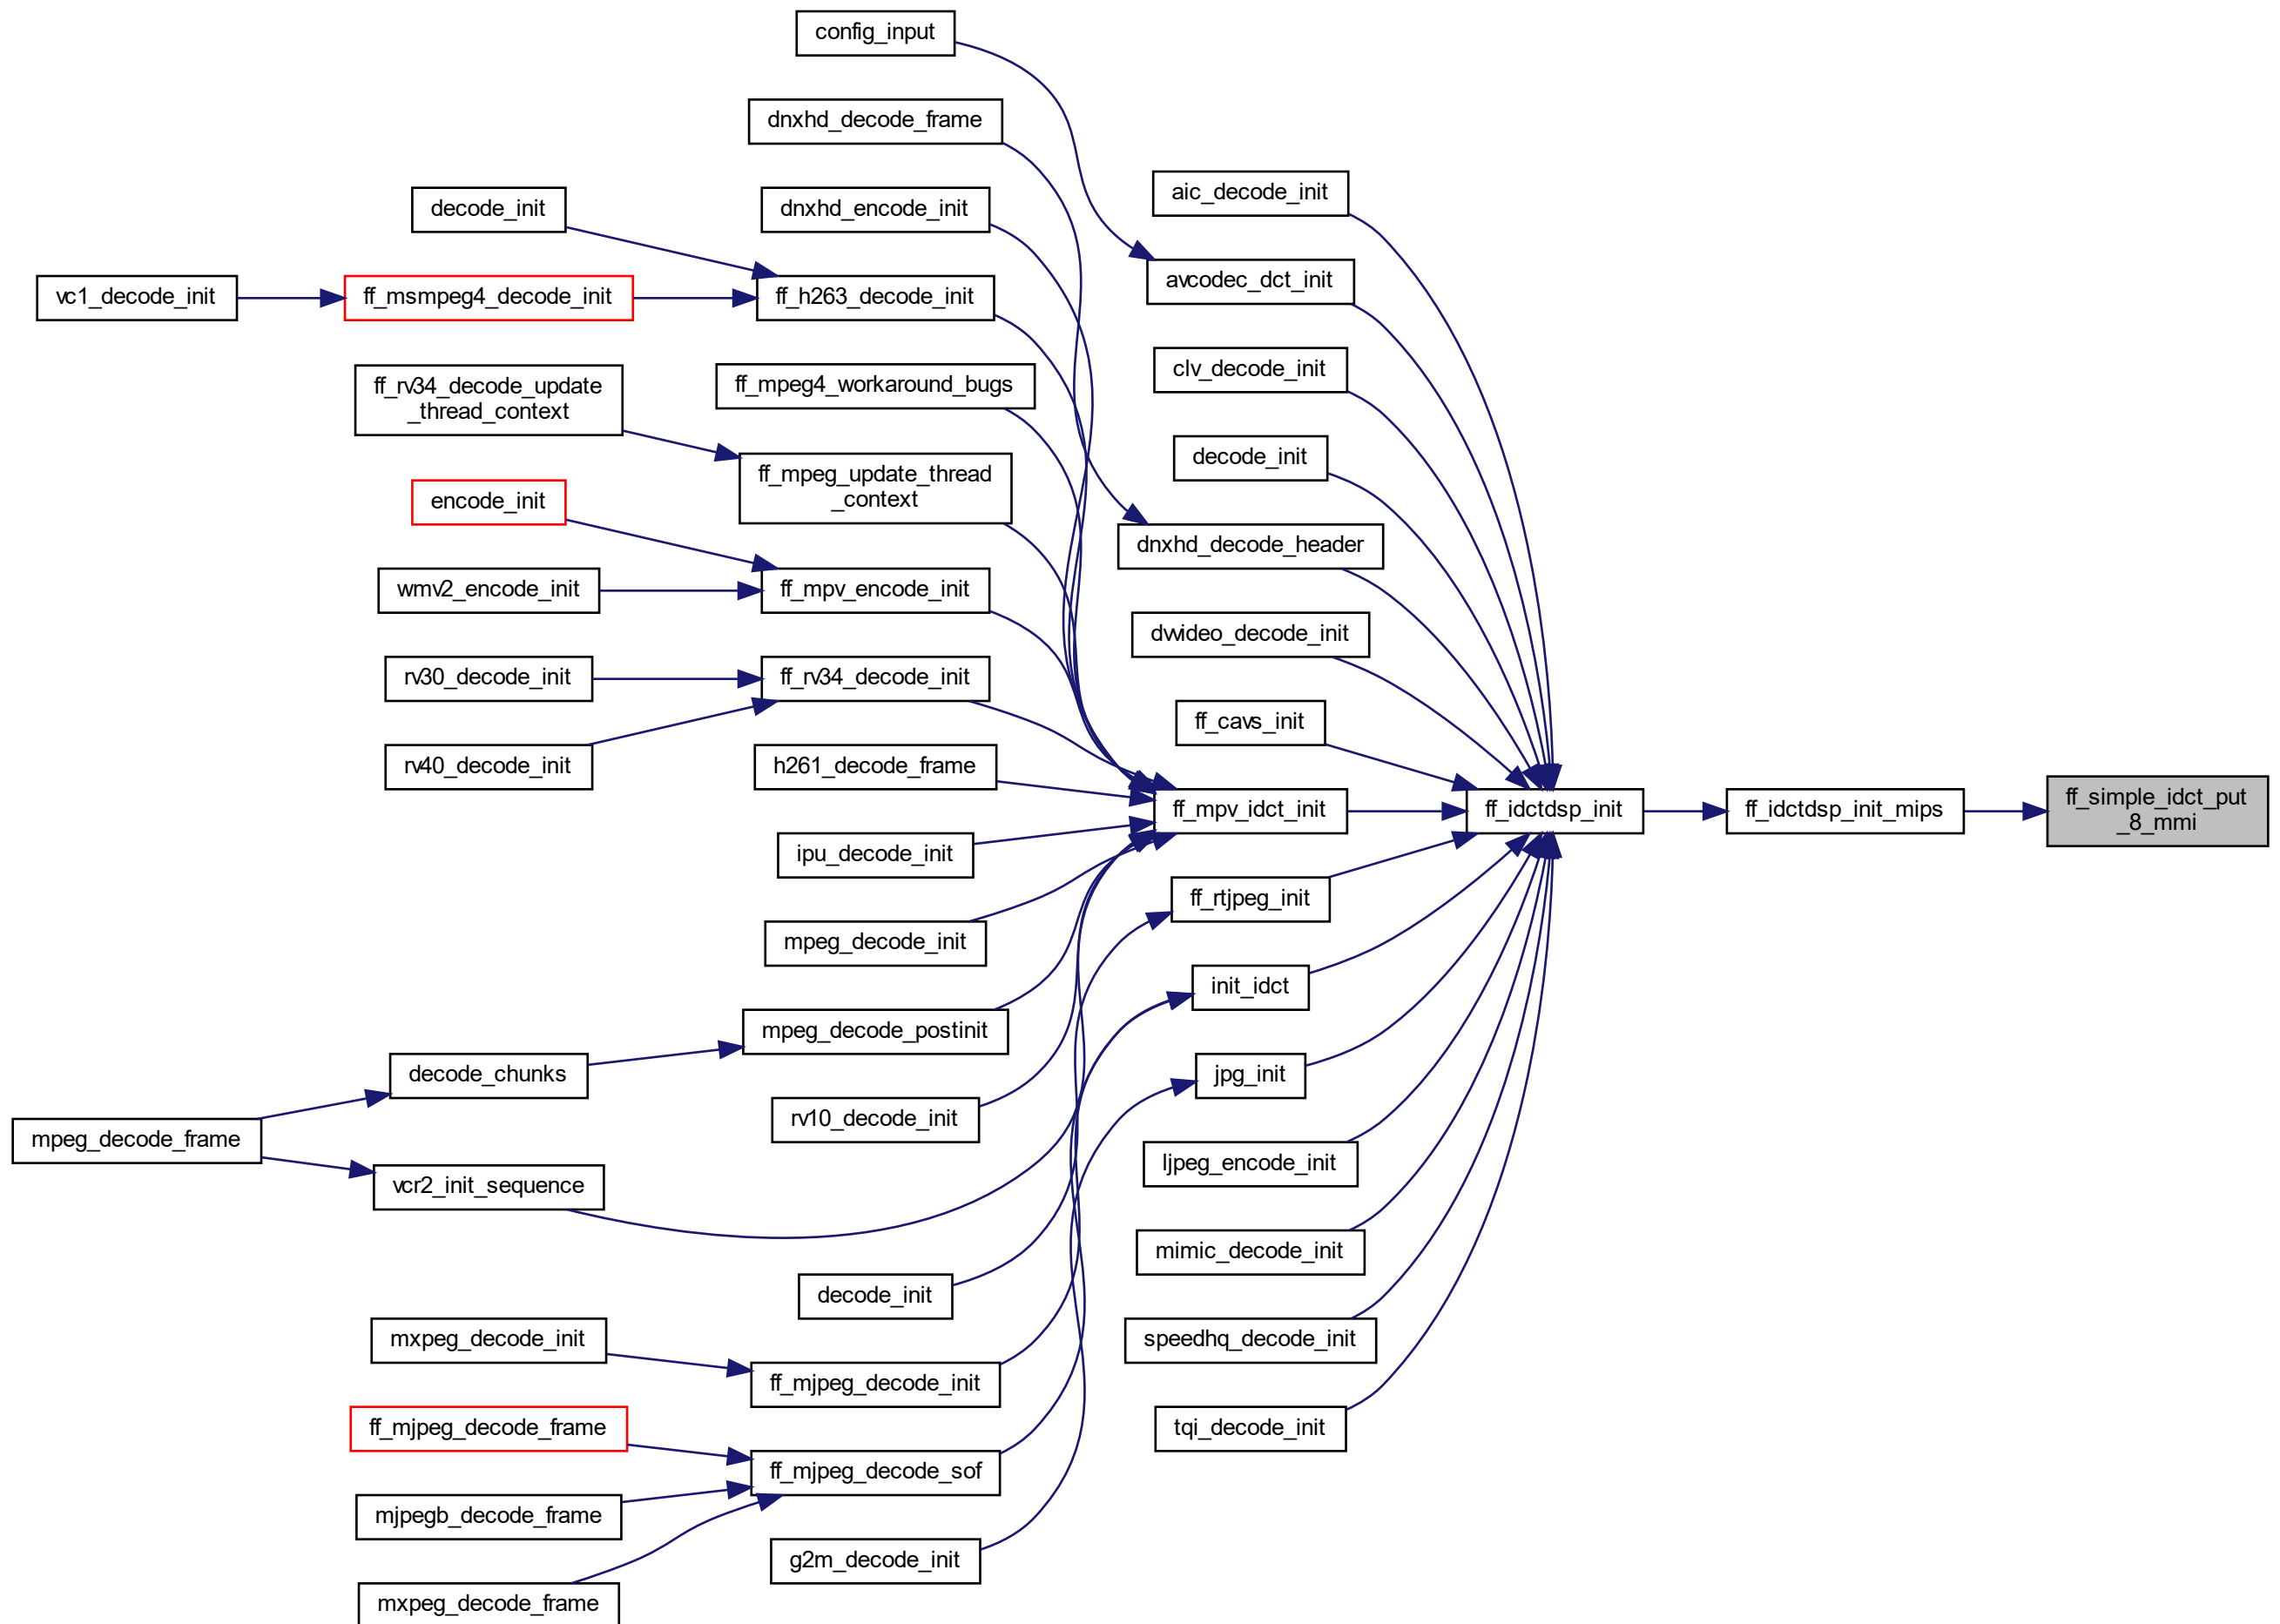 config_input
dnxhd_decode_frame
aic_decode_init
decode_init
dnxhd_encode_init
avcodec_dct_init
vc1_decode_init
ff_msmpeg4_decode_init
ff_h263_decode_init
clv_decode_init
ff_rv34_decode_update
_thread_context
ff_mpeg4_workaround_bugs
decode_init
ff_mpeg_update_thread
_context
encode_init
dnxhd_decode_header
wmv2_encode_init
ff_mpv_encode_init
dvvideo_decode_init
rv30_decode_init
ff_rv34_decode_init
ff_cavs_init
rv40_decode_init
h261_decode_frame
ff_mpv_idct_init
ff_idctdsp_init
ff_idctdsp_init_mips
ff_simple_idct_put
_8_mmi
ipu_decode_init
ff_rtjpeg_init
mpeg_decode_init
init_idct
mpeg_decode_postinit
decode_chunks
jpg_init
rv10_decode_init
mpeg_decode_frame
ljpeg_encode_init
vcr2_init_sequence
mimic_decode_init
decode_init
mxpeg_decode_init
speedhq_decode_init
ff_mjpeg_decode_init
ff_mjpeg_decode_frame
tqi_decode_init
ff_mjpeg_decode_sof
mjpegb_decode_frame
g2m_decode_init
mxpeg_decode_frame